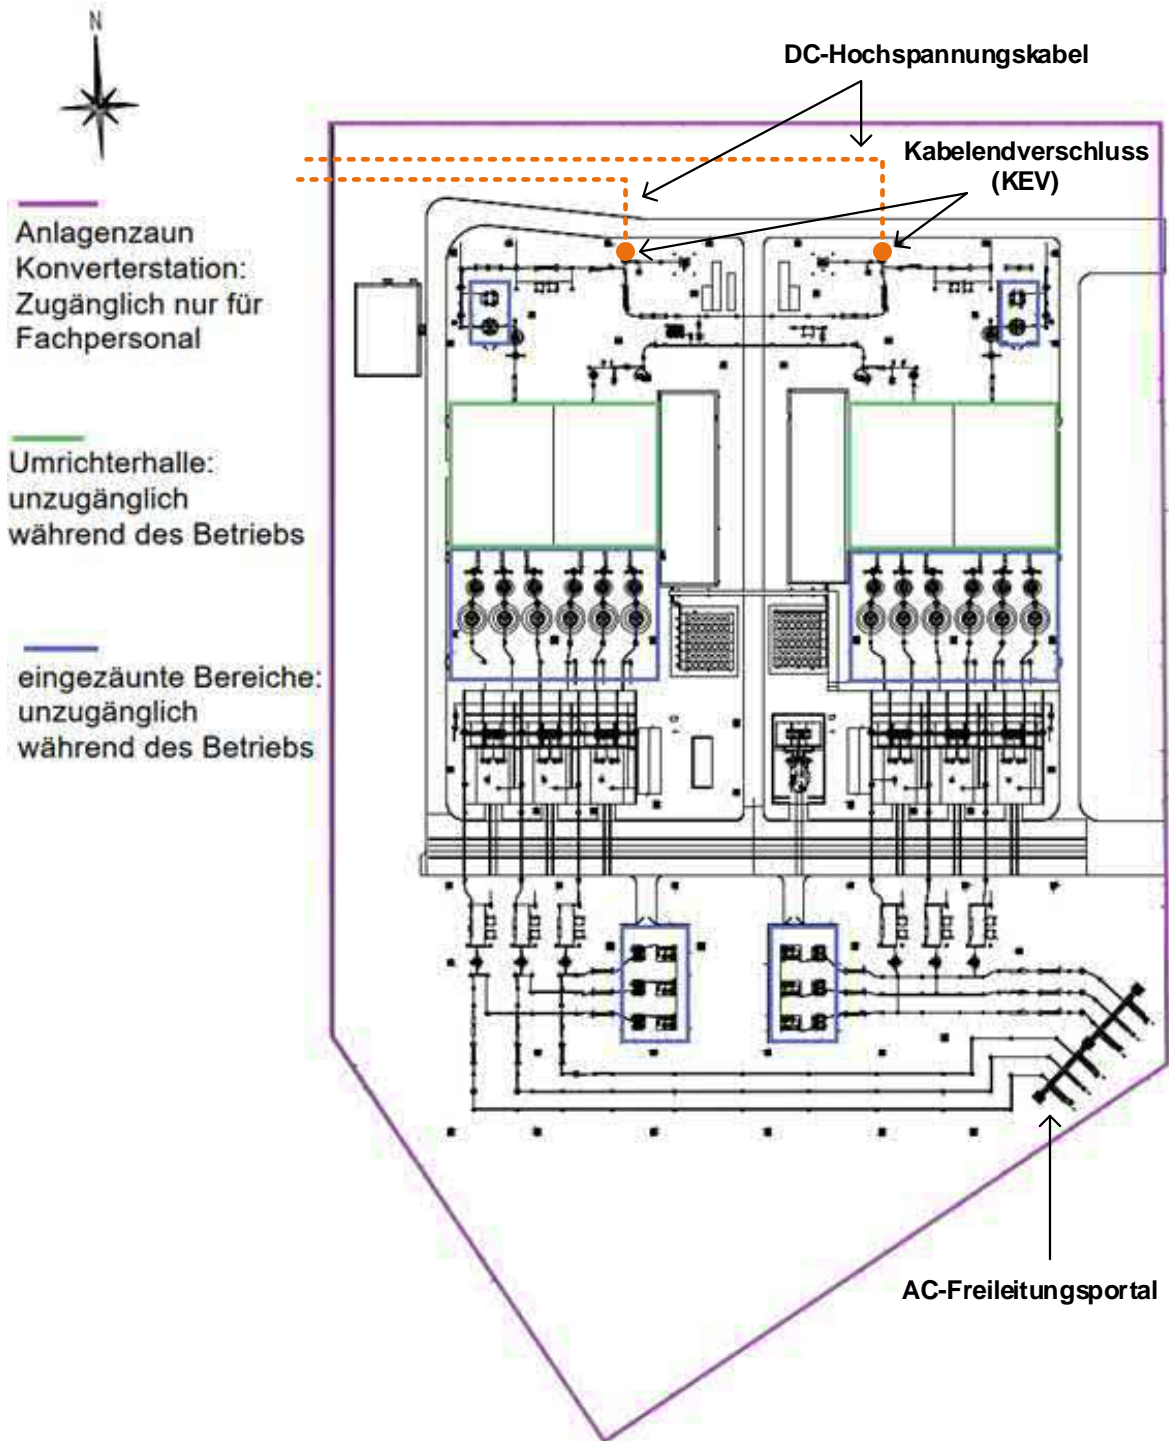 N
DC-Hochspannungskabel
Kabelendverschluss
(KEV)
Anlagenzaun
Konverterstation:
Zugänglich nur für
Fachpersonal
Umrichterhalle:
unzugänglich
während des Betriebs
eingezäunte Bereiche:
unzugänglich
während des Betriebs
AC-Freileitungsportal